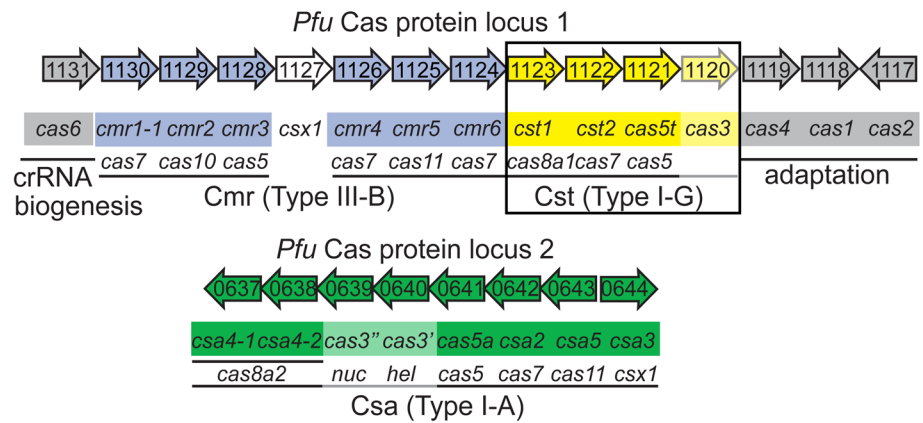 Pfu Cas protein locus 1
1131 1130 1129 1128 1127 1126 1125 1124 1123 1122 1121 1120 1119 1118 1117
cas6 cmr1-1 cmr2 cmr3 csx1 cmr4 cmr5 cmr6 cst1 cst2 cas5t cas3 cas4 cas1 cas2
cas7 cas10 cas5 cas7 cas11 cas7 cas8a1 cas7 cas5
crRNA biogenesis Cmr (Type III-B) Cst (Type I-G) adaptation
Pfu Cas protein locus 2
0637 0638 0639 0640 0641 0642 0643 0644
csa4-1 csa4-2 cas3” cas3’ cas5a csa2 csa5 csa3
cas8a2 nuc hel cas5 cas7 cas11 csx1
Csa (Type I-A)